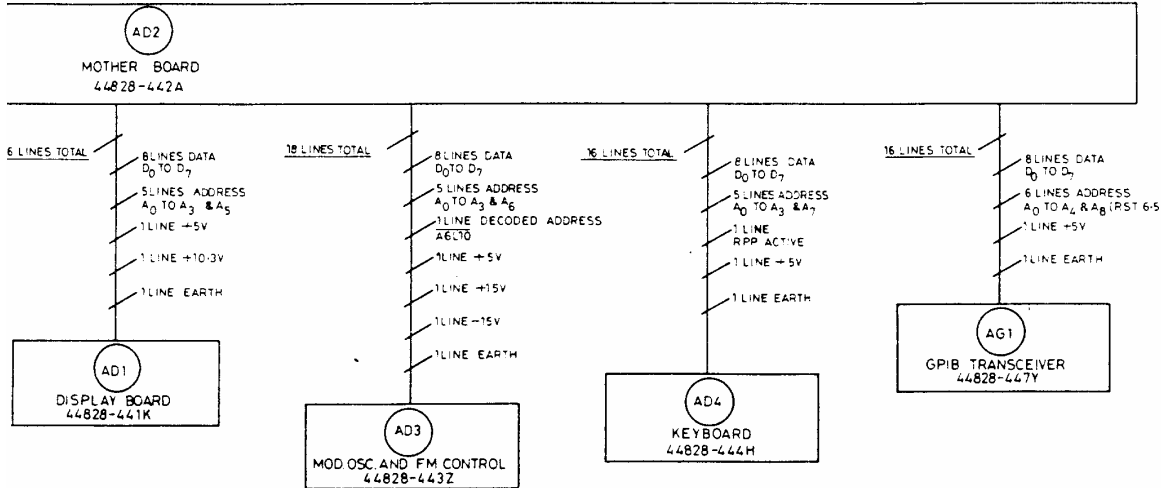 AD2
MOTHER BOARD
44828-442A
6 LINES TOTAL
8 LINES DATA
D0 TO D7
5 LINES ADDRESS
A0 TO A3 & A5
1 LINE +5V
1 LINE +10·3V
1 LINE EARTH
AD1
DISPLAY BOARD
44828-441K
18 LINES TOTAL
8 LINES DATA
D0 TO D7
5 LINES ADDRESS
A0 TO A3 & A6
1 LINE DECODED ADDRESS
A6L10
1 LINE +5V
1 LINE +15V
1 LINE -15V
1 LINE EARTH
AD3
MOD. OSC. AND FM CONTROL
44828-443Z
16 LINES TOTAL
8 LINES DATA
D0 TO D7
5 LINES ADDRESS
A0 TO A3 & A7
1 LINE
RPP ACTIVE
1 LINE +5V
1 LINE EARTH
AD4
KEYBOARD
44828-444H
16 LINES TOTAL
8 LINES DATA
D0 TO D7
6 LINES ADDRESS
A0 TO A4 & A8 (RST 6·5
1 LINE +5V
1 LINE EARTH
AG1
GPIB TRANSCEIVER
44828-447Y